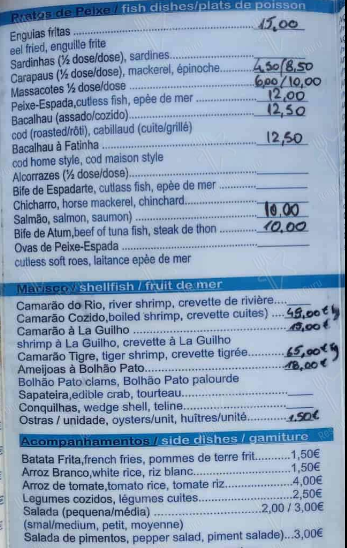 Pratos de Peixe / fish dishes/plats de poisson
Enguias fritas ........................ 15,00
eel fried, enguille frite
Sardinhas (½ dose/dose), sardines........
Carapaus (½ dose/dose), mackerel, épinoche........ 4,50/8,50
Massacotes ½ dose/dose ........ 6,00/10,00
Peixe-Espada,cutless fish, epée de mer ........ 12,00
Bacalhau (assado/cozido)........ 12,50
cod (roasted/rôti), cabillaud (cuite/grillé)
Bacalhau à Fatinha ........ 12,50
cod home style, cod maison style
Alcorrazes (½ dose/dose)........
Bife de Espadarte, cutlass fish, epèe de mer ........
Chicharro, horse mackerel, chinchard........
Salmão, salmon, saumon) ........ 10,00
Bife de Atum,beef of tuna fish, steak de thon ........ 10,00
Ovas de Peixe-Espada ........
cutless soft roes, laitance epèe de mer
Marisco / shellfish / fruit de mer
Camarão do Rio, river shrimp, crevette de rivière....
Camarão Cozido,boiled shrimp, crevette cuites) ....
Camarão à La Guilho ........
shrimp à La Guilho, crevette à La Guilho
Camarão Tigre, tiger shrimp, crevette tigrée........ 65,00€ kg
Ameijoas à Bolhão Pato........ 18,00€
Bolhão Pato clams, Bolhão Pato palourde
Sapateira,edible crab, tourteau........
Conquilhas, wedge shell, teline........
Ostras / unidade, oysters/unit, huîtres/unité........ 1,50€
Acompanhamentos / side dishes / gamiture
Batata Frita,french fries, pommes de terre frit.........1,50€
Arroz Branco,white rice, riz blanc........1,50€
Arroz de tomate,tomato rice, tomate riz........4,00€
Legumes cozidos, légumes cuites........2,50€
Salada (pequena/média) ........2,00 / 3,00€
(small/medium, petit, moyenne)
Salada de pimentos, pepper salad, piment salade)...3,00€